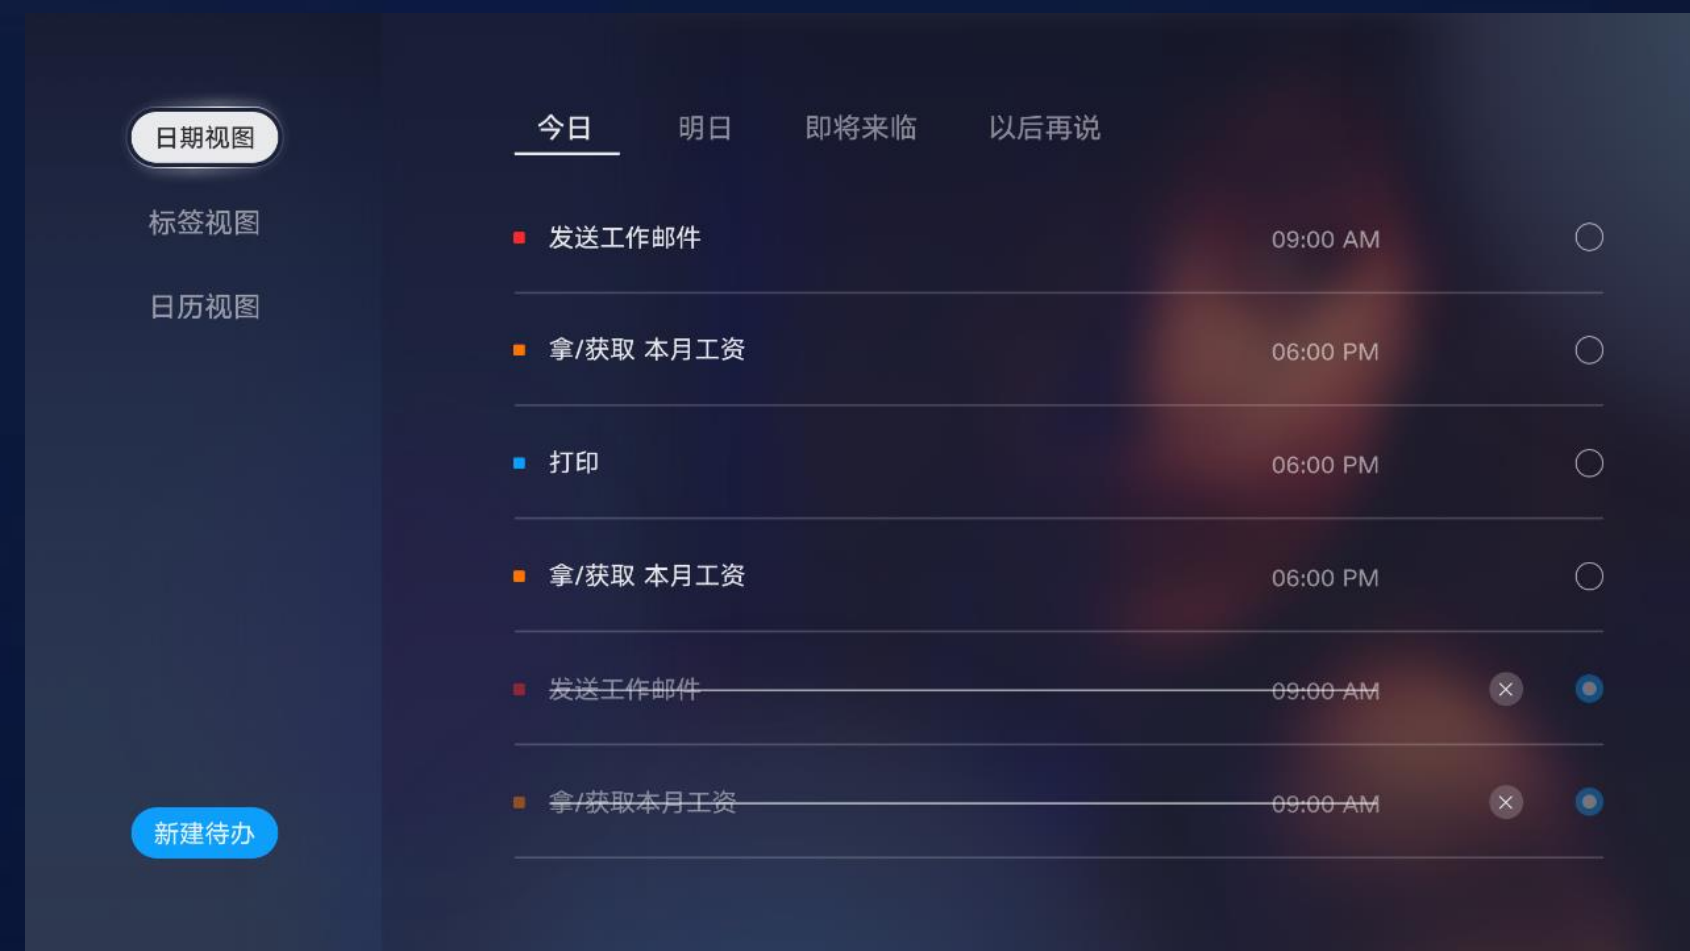 日期视图
标签视图
日历视图
新建待办
今日 明日 即将来临 以后再说
发送工作邮件 09:00 AM
拿/获取 本月工资 06:00 PM
打印 06:00 PM
拿/获取 本月工资 06:00 PM
发送工作邮件 09:00 AM
拿/获取本月工资 09:00 AM